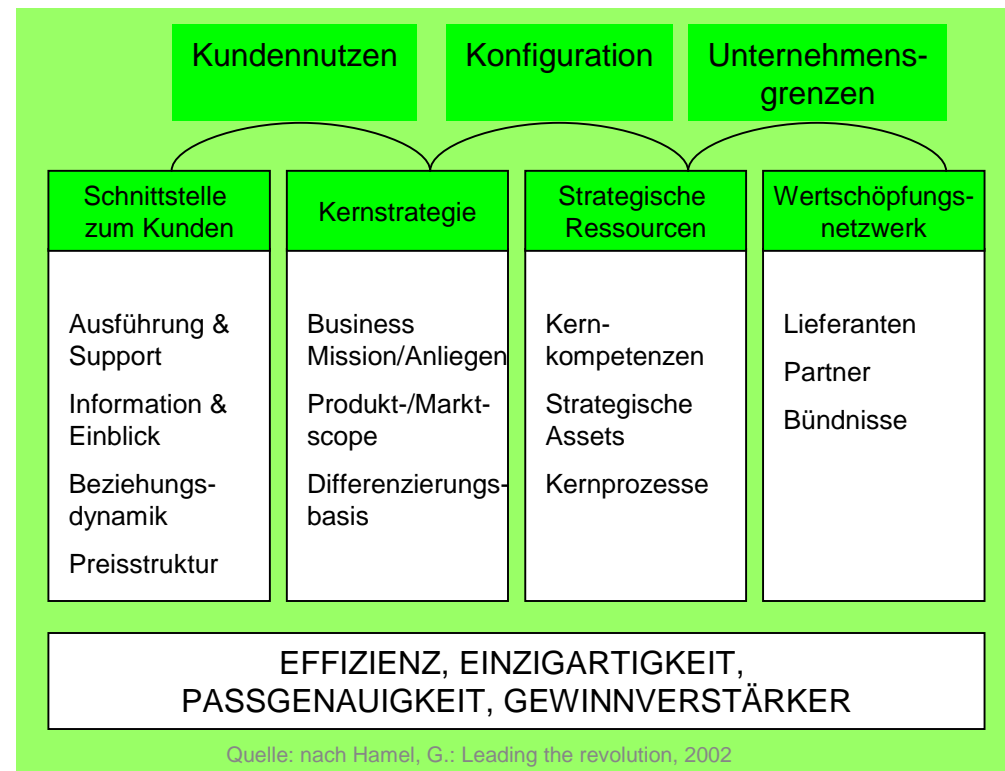 Kundennutzen
Konfiguration
Unternehmens-
grenzen
Schnittstelle
zum Kunden
Kernstrategie
Strategische
Ressourcen
Wertschöpfungs-
netzwerk
Ausführung &
Support
Information &
Einblick
Beziehungs-
dynamik
Preisstruktur
Business
Mission/Anliegen
Produkt-/Markt-
scope
Differenzierungs-
basis
Kern-
kompetenzen
Strategische
Assets
Kernprozesse
Lieferanten
Partner
Bündnisse
EFFIZIENZ, EINZIGARTIGKEIT,
PASSGENAUIGKEIT, GEWINNVERSTÄRKER
Quelle: nach Hamel, G.: Leading the revolution, 2002